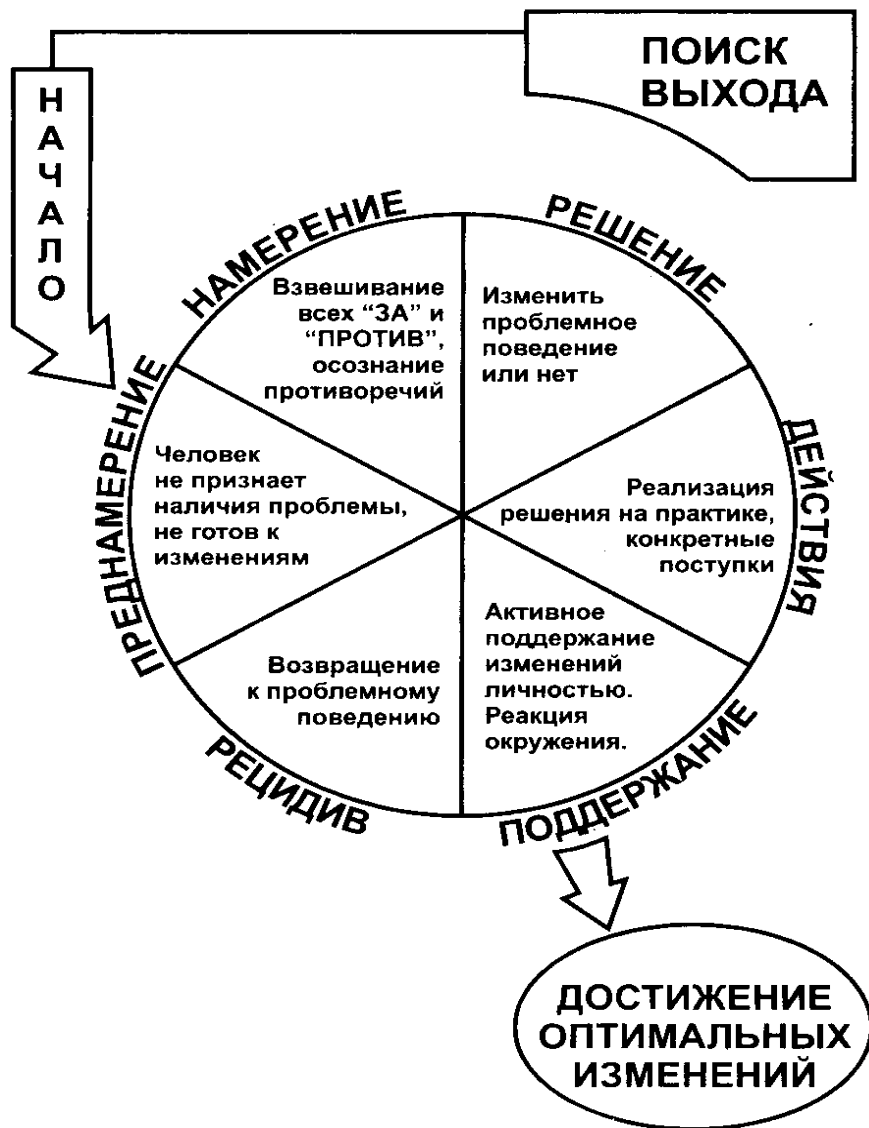 ПОИСК
ВЫХОДА
НАЧАЛО
ПРЕДНАМЕРЕНИЕ
Человек
не признает
наличия проблемы,
не готов к
изменениям
НАМЕРЕНИЕ
Взвешивание
всех “ЗА” и
“ПРОТИВ”,
осознание
противоречий
РЕШЕНИЕ
Изменить
проблемное
поведение
или нет
ДЕЙСТВИЯ
Реализация
решения на практике,
конкретные
поступки
ПОДДЕРЖАНИЕ
Активное
поддержание
изменений
личностью.
Реакция
окружения.
РЕЦИДИВ
Возвращение
к проблемному
поведению
ДОСТИЖЕНИЕ
ОПТИМАЛЬНЫХ
ИЗМЕНЕНИЙ